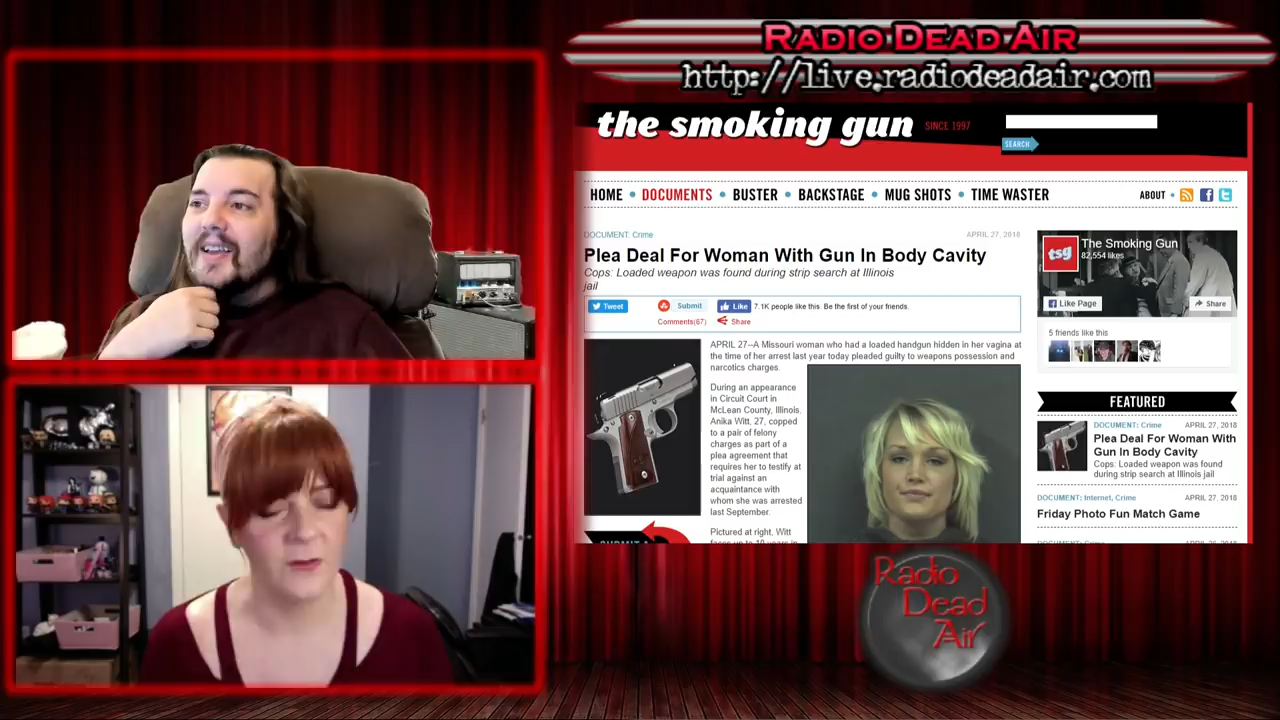 RADIO DEAD AIR
http://live.radiodeadair.com
the smoking gun SINCE 1997
SEARCH
HOME • DOCUMENTS • BUSTER • BACKSTAGE • MUG SHOTS • TIME WASTER
ABOUT •
DOCUMENT: Crime
APRIL 27, 2018
Plea Deal For Woman With Gun In Body Cavity
Cops: Loaded weapon was found during strip search at Illinois
jail
Tweet
Submit
Like 7.1K people like this. Be the first of your friends.
Comments(67)
Share
APRIL 27--A Missouri woman who had a loaded handgun hidden in her vagina at
the time of her arrest last year today pleaded guilty to weapons possession and
narcotics charges.
During an appearance
in Circuit Court in
McLean County, Illinois,
Anika Witt, 27, copped
to a pair of felony
charges as part of a
plea agreement that
requires her to testify at
trial against an
acquaintance with
whom she was arrested
last September.
Pictured at right, Witt
tsg
The Smoking Gun
82,554 likes
Like Page
Share
5 friends like this
FEATURED
DOCUMENT: Crime
APRIL 27, 2018
Plea Deal For Woman With
Gun In Body Cavity
Cops: Loaded weapon was
found during strip search at
Illinois jail
DOCUMENT: Internet, Crime
APRIL 27, 2018
Friday Photo Fun Match Game
Radio
Dead
Air